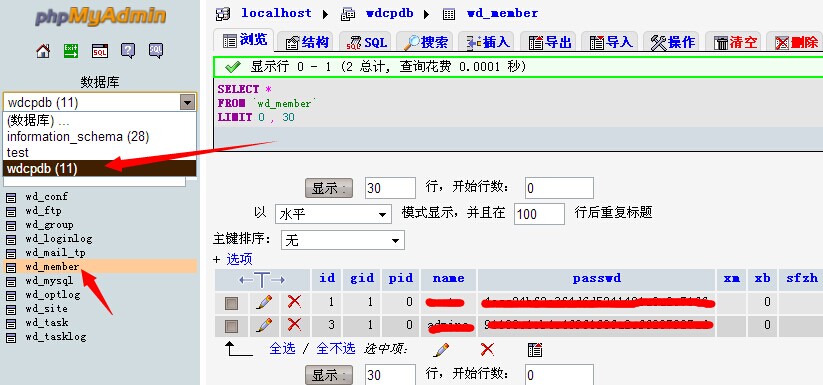 phpMyAdmin
数据库
wdcpdb (11)
(数据库) ...
information_schema (28)
test
wdcpdb (11)
wd_conf
wd_ftp
wd_group
wd_loginlog
wd_mail_tp
wd_member
wd_mysql
wd_optlog
wd_site
wd_task
wd_tasklog
localhost wdcpdb wd_member
浏览 结构 SQL 搜索 插入 导出 导入 操作 清空 删除
显示行 0 - 1 (2 总计, 查询花费 0.0001 秒)
SELECT *
FROM `wd_member`
LIMIT 0 , 30
显示 : 30 行, 开始行数: 0
以 水平 模式显示, 并且在 100 行后重复标题
主键排序: 无
+ 选项
←T→ id gid pid name passwd xm xb sfzh
1 1 0 0
3 1 0 0
全选 / 全不选 选中项:
显示 : 30 行, 开始行数: 0